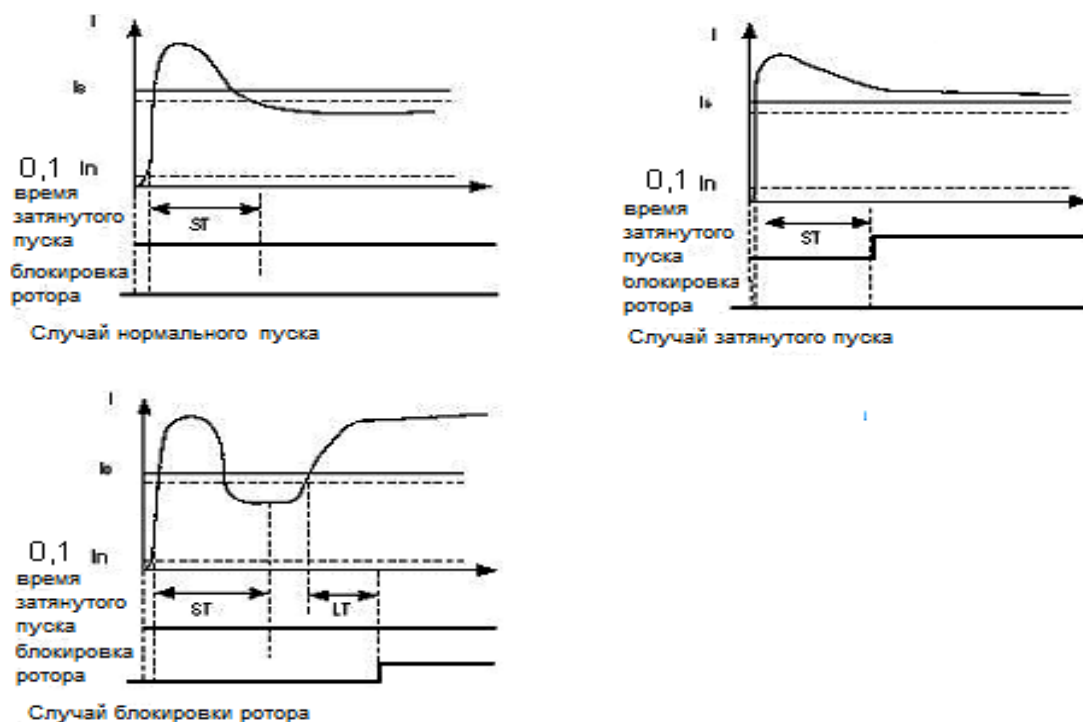 I
Is
0,1 In
время
затянутого
пуска
ST
блокировка
ротора
Случай нормального пуска
I
Is
0,1 In
время
затянутого
пуска
ST
блокировка
ротора
Случай затянутого пуска
I
Is
0,1 In
время
затянутого
пуска
ST
LT
блокировка
ротора
Случай блокировки ротора